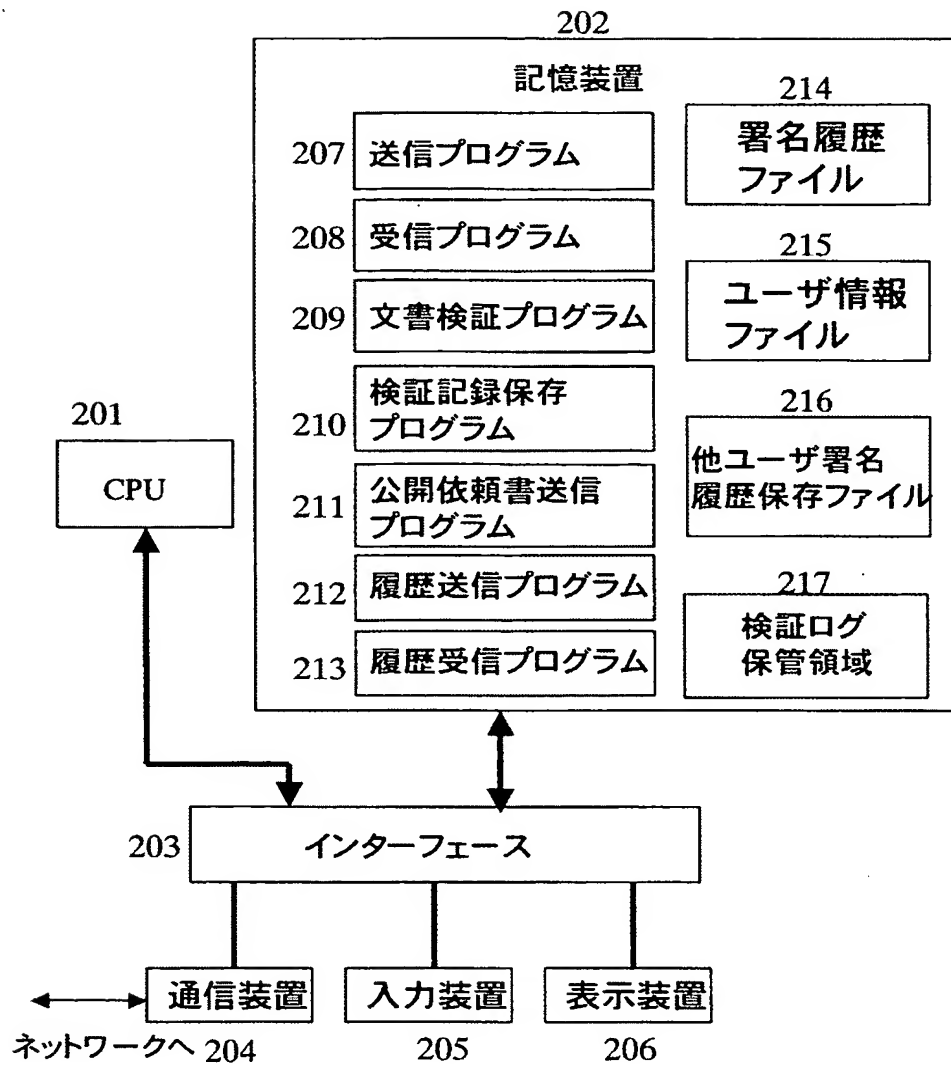 202
記憶装置
207
送信プログラム
208
受信プログラム
209
文書検証プログラム
210
検証記録保存
プログラム
211
公開依頼書送信
プログラム
212
履歴送信プログラム
213
履歴受信プログラム
214
署名履歴
ファイル
215
ユーザ情報
ファイル
216
他ユーザ署名
履歴保存ファイル
217
検証ログ
保管領域
201
CPU
203
インターフェース
通信装置
入力装置
表示装置
ネットワークへ
204
205
206